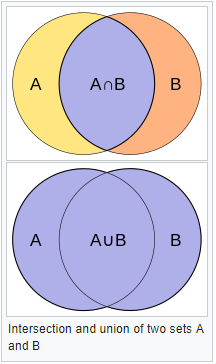 A A∩B B
A A∪B B
Intersection and union of two sets A
and B